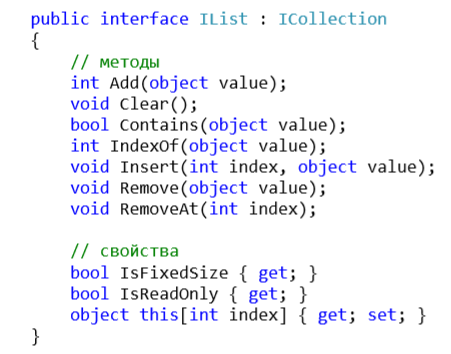 public interface IList : ICollection
{
    // методы
    int Add(object value);
    void Clear();
    bool Contains(object value);
    int IndexOf(object value);
    void Insert(int index, object value);
    void Remove(object value);
    void RemoveAt(int index);

    // свойства
    bool IsFixedSize { get; }
    bool IsReadOnly { get; }
    object this[int index] { get; set; }
}